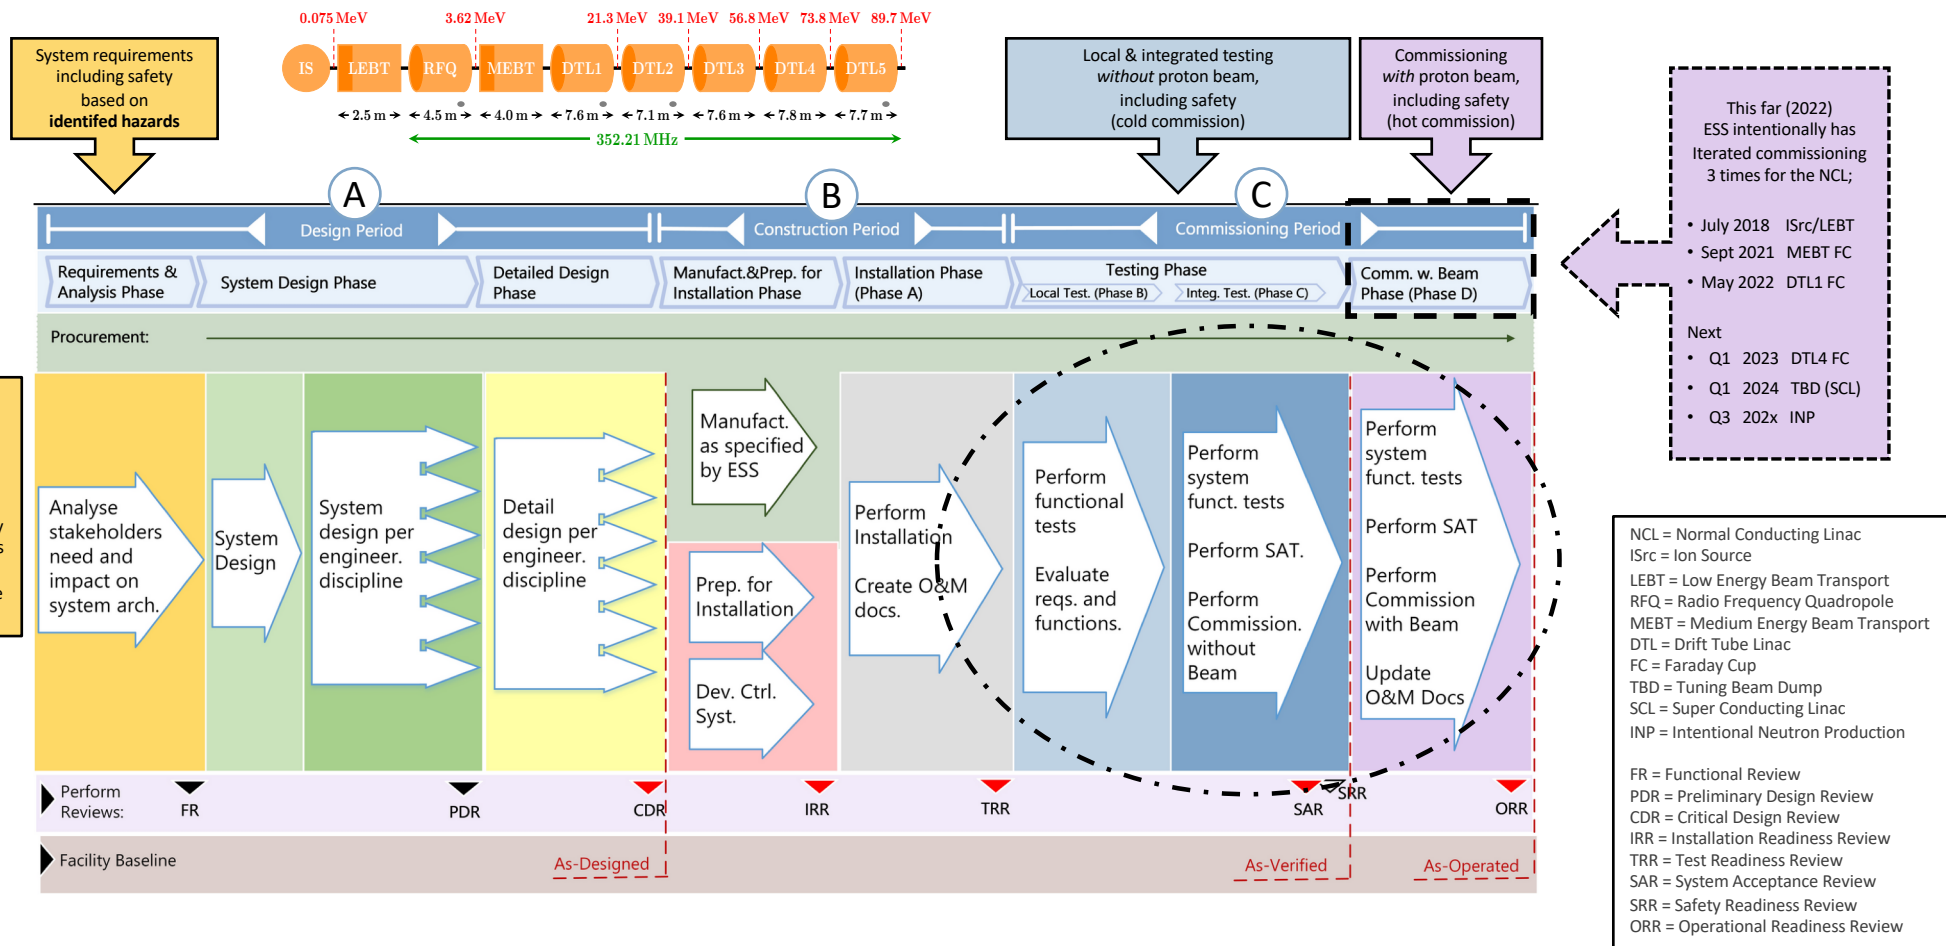 0.075 MeV
3.62 MeV
21.3 MeV
39.1 MeV
56.8 MeV
73.8 MeV
89.7 MeV
IS
LEBT
RFQ
MEBT
DTL1
DTL2
DTL3
DTL4
DTL5
2.5 m
4.5 m
4.0 m
7.6 m
7.1 m
7.6 m
7.8 m
7.7 m
352.21 MHz
System requirements
including safety
based on
identifed hazards
Local & integrated testing
without proton beam,
including safety
(cold commission)
Commissioning
with proton beam,
including safety
(hot commission)
This far (2022)
ESS intentionally has
Iterated commissioning
3 times for the NCL;
• July 2018 ISrc/LEBT
• Sept 2021 MEBT FC
• May 2022 DTL1 FC
Next
• Q1 2023 DTL4 FC
• Q1 2024 TBD (SCL)
• Q3 202x INP
A
B
C
Design Period
Construction Period
Commissioning Period
Requirements &
Analysis Phase
System Design Phase
Detailed Design
Phase
Manufact.&Prep. for
Installation Phase
Installation Phase
(Phase A)
Testing Phase
Local Test. (Phase B)
Integ. Test. (Phase C)
Comm. w. Beam
Phase (Phase D)
Procurement:
Analyse
stakeholders
need and
impact on
system arch.
System
Design
System
design per
engineer.
discipline
Detail
design per
engineer.
discipline
Manufact.
as specified
by ESS
Prep. for
Installation
Dev. Ctrl.
Syst.
Perform
Installation
Create O&M
docs.
Perform
functional
tests
Evaluate
reqs. and
functions.
Perform
system
funct. tests
Perform SAT.
Perform
Commission.
without
Beam
Perform
system
funct. tests
Perform SAT
Perform
Commission
with Beam
Update
O&M Docs
y
s
e
Perform
Reviews:
FR
PDR
CDR
IRR
TRR
SAR
SRR
ORR
Facility Baseline
As-Designed
As-Verified
As-Operated
NCL = Normal Conducting Linac
ISrc = Ion Source
LEBT = Low Energy Beam Transport
RFQ = Radio Frequency Quadropole
MEBT = Medium Energy Beam Transport
DTL = Drift Tube Linac
FC = Faraday Cup
TBD = Tuning Beam Dump
SCL = Super Conducting Linac
INP = Intentional Neutron Production
FR = Functional Review
PDR = Preliminary Design Review
CDR = Critical Design Review
IRR = Installation Readiness Review
TRR = Test Readiness Review
SAR = System Acceptance Review
SRR = Safety Readiness Review
ORR = Operational Readiness Review